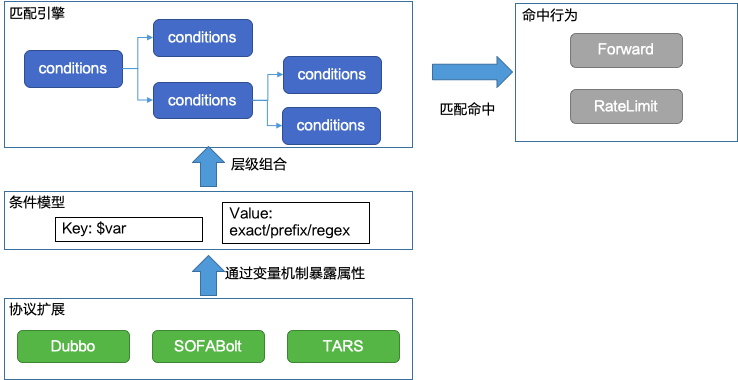 匹配引擎
conditions
conditions
conditions
conditions
conditions
匹配命中
命中行为
Forward
RateLimit
层级组合
条件模型
Key: $var
Value:
exact/prefix/regex
通过变量机制暴露属性
协议扩展
Dubbo
SOFABolt
TARS